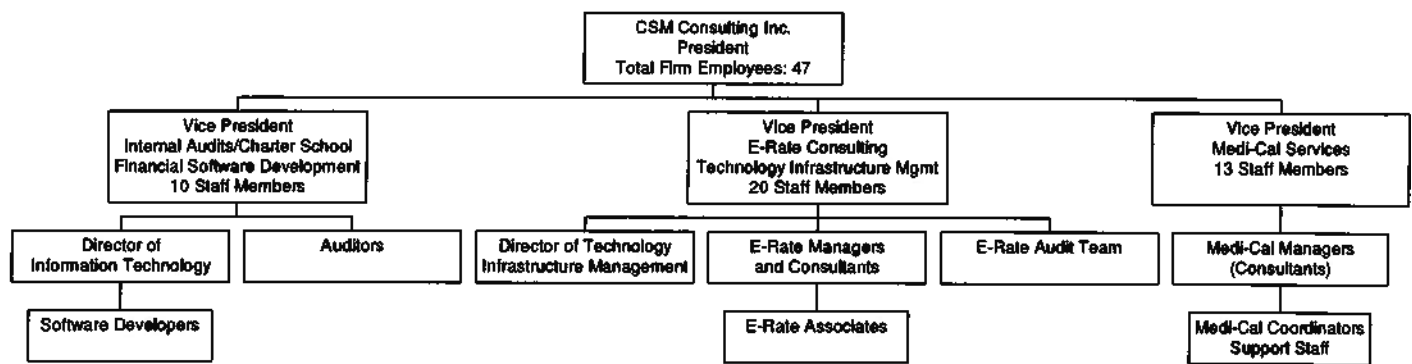 CSM Consulting Inc.
President
Total Firm Employees: 47
Vice President
Internal Audits/Charter School
Financial Software Development
10 Staff Members
Vice President
E-Rate Consulting
Technology Infrastructure Mgmt
20 Staff Members
Vice President
Medi-Cal Services
13 Staff Members
Director of
Information Technology
Auditors
Director of Technology
Infrastructure Management
E-Rate Managers
and Consultants
E-Rate Audit Team
Medi-Cal Managers
(Consultants)
Software Developers
E-Rate Associates
Medi-Cal Coordinators
Support Staff